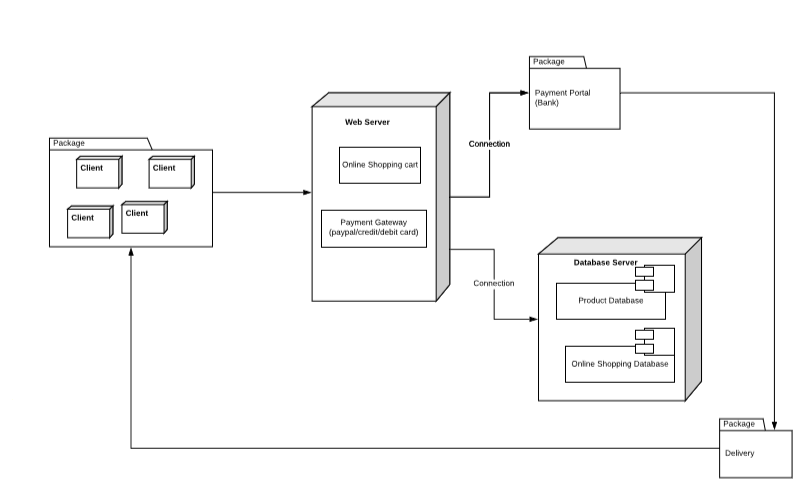 Package
Client
Client
Client
Client
Web Server
Online Shopping cart
Payment Gateway
(paypal/credit/debit card)
Connection
Connection
Package
Payment Portal
(Bank)
Database Server
Product Database
Online Shopping Database
Package
Delivery